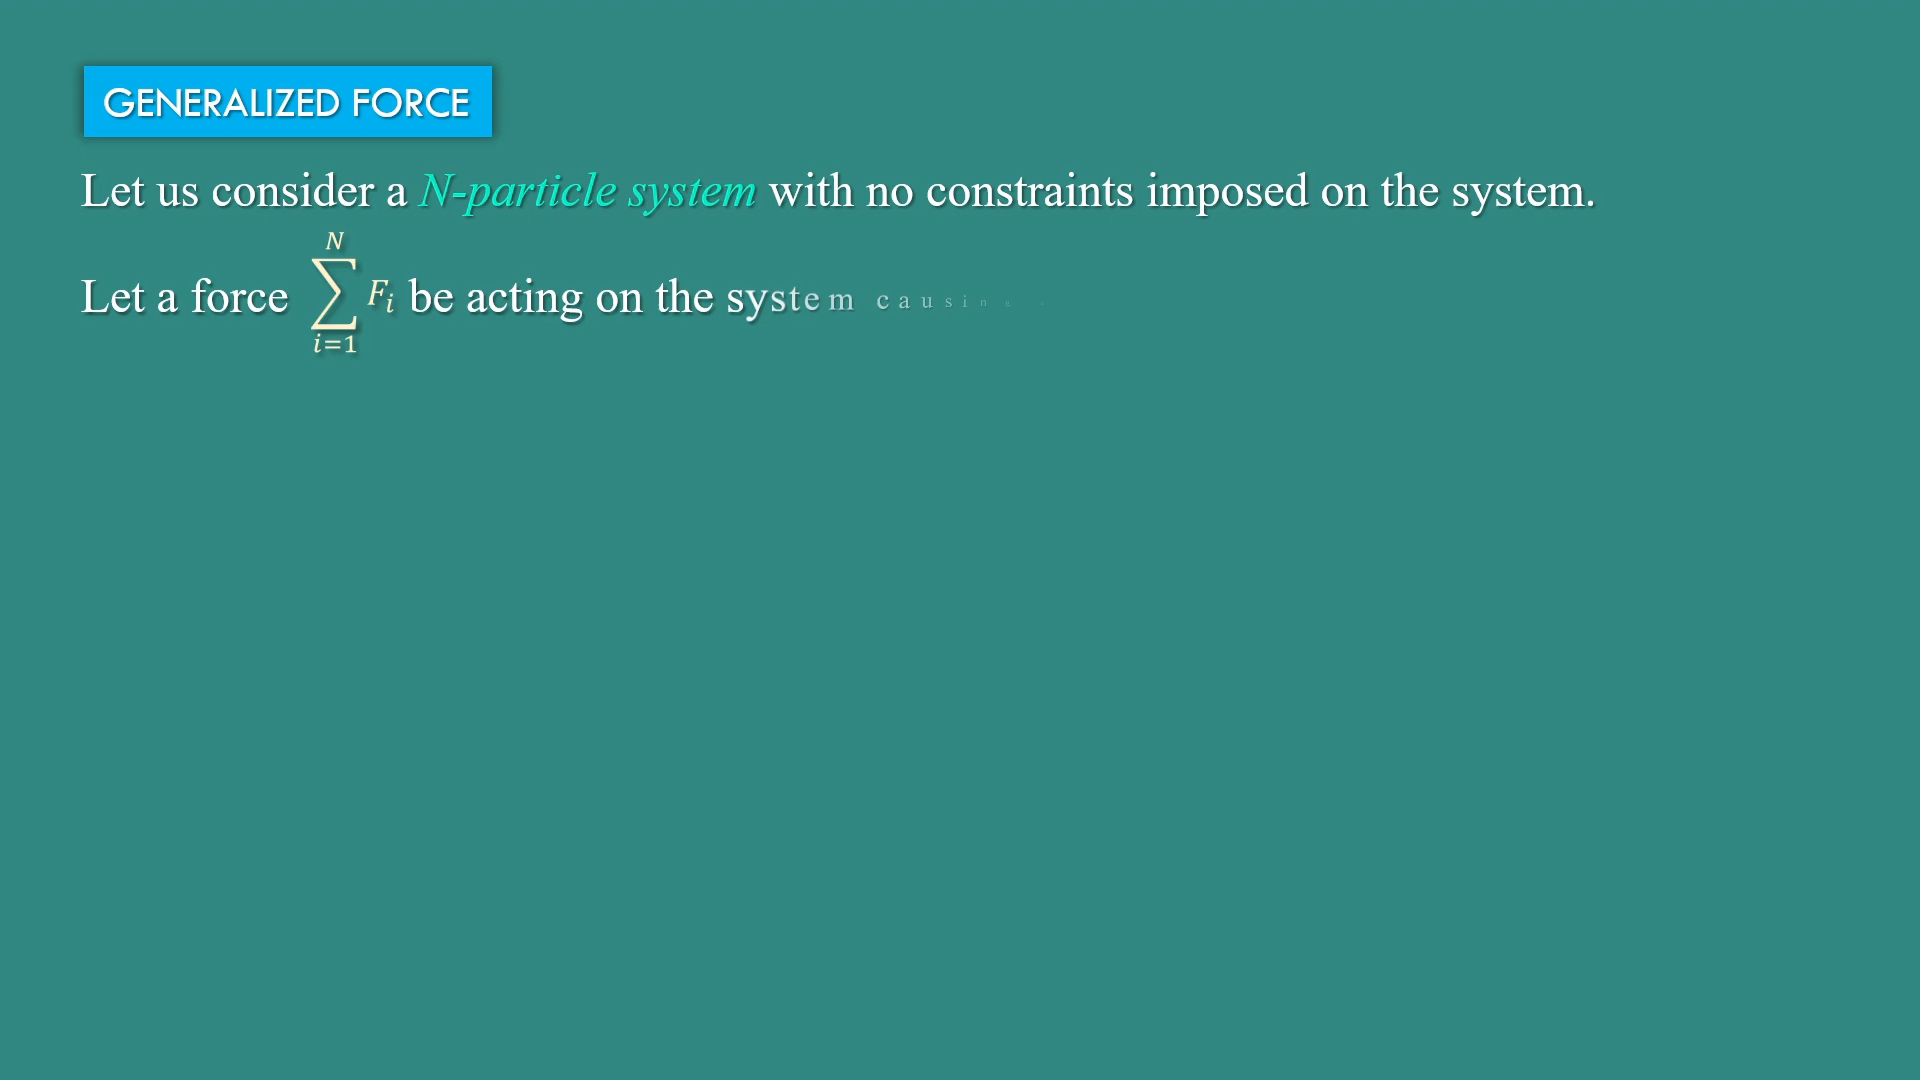 GENERALIZED FORCE
Let us consider a N-particle system with no constraints imposed on the system.
Let a force \sum_{i=1}^{N} F_i be acting on the system causing